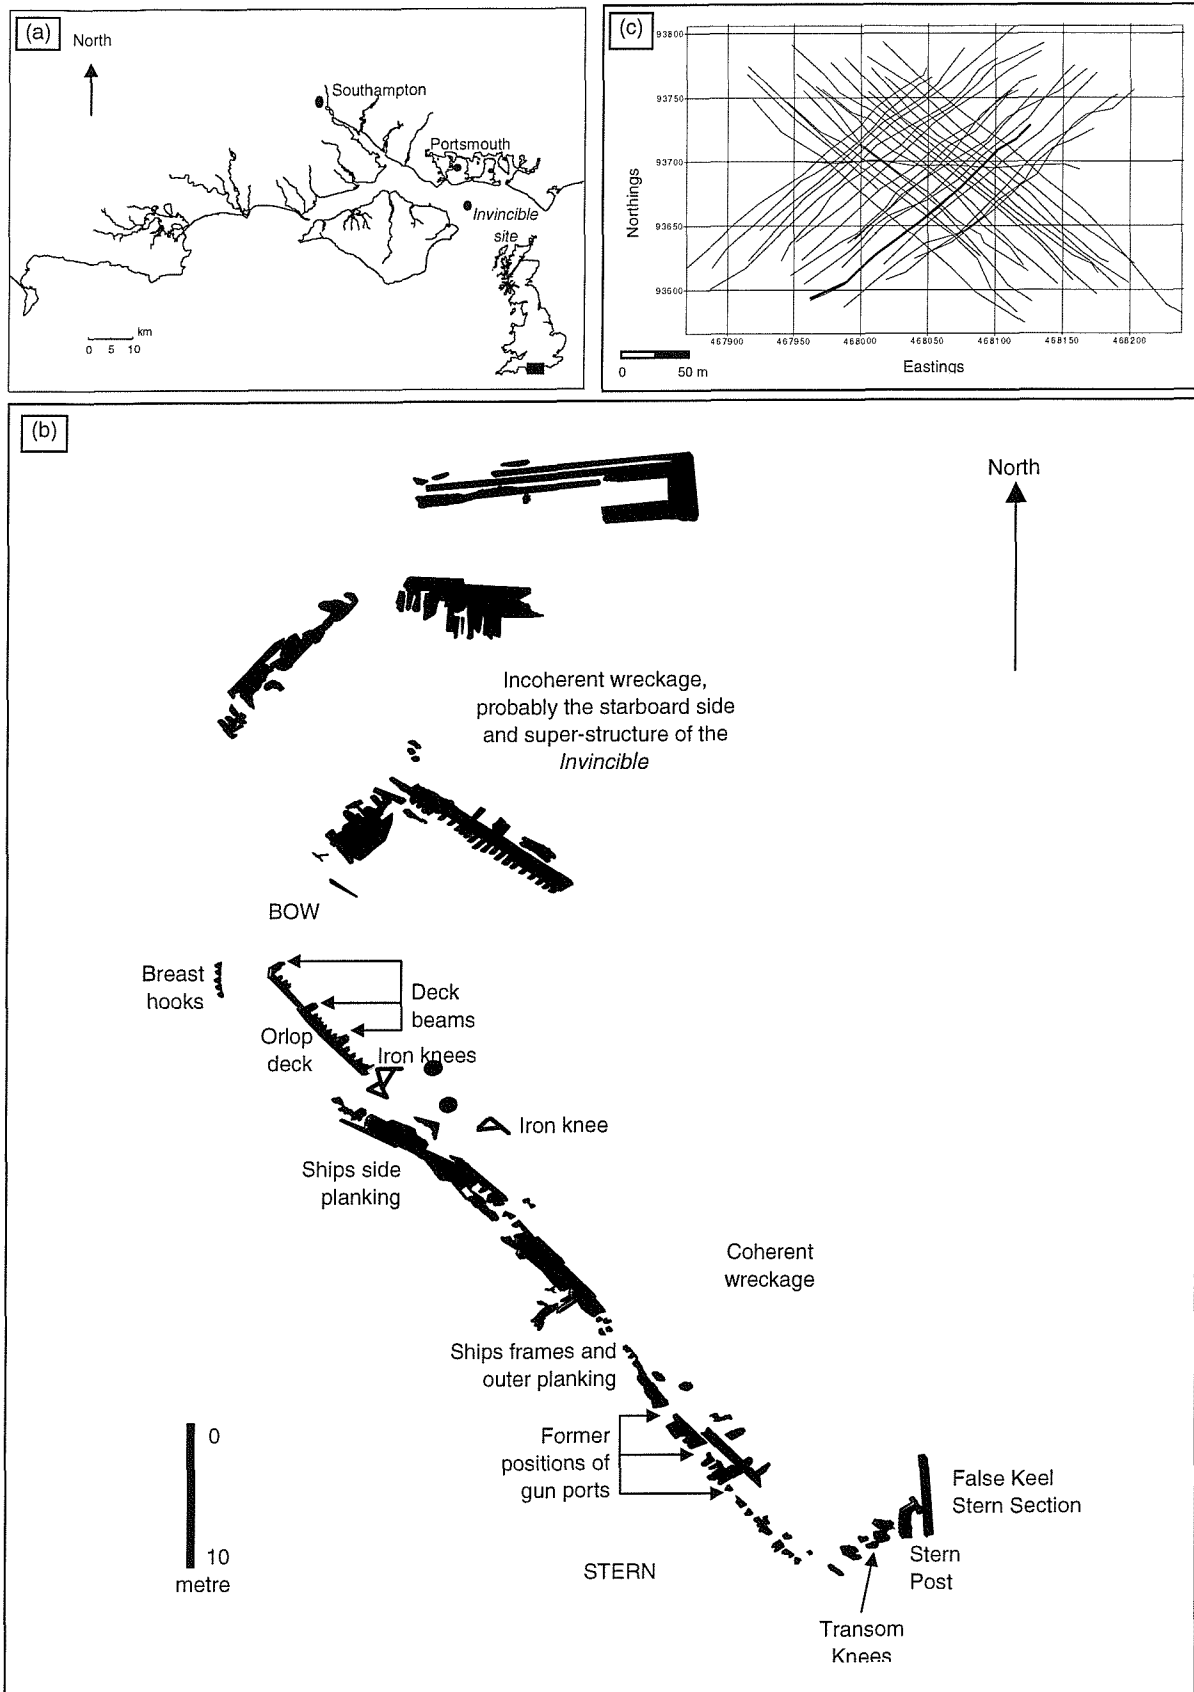 (a)
North
Southampton
Portsmouth
Invincible
site
km
0 5 10
(c)
93800
93750
93700
93650
93600
Northings
467900 467950 468000 468050 468100 468150 468200
Eastings
0 50 m
(b)
North
Incoherent wreckage,
probably the starboard side
and super-structure of the
Invincible
BOW
Breast
hooks
Deck
beams
Orlop
deck
Iron knees
Iron knee
Ships side
planking
Coherent
wreckage
Ships frames and
outer planking
Former
positions of
gun ports
0
10
metre
False Keel
Stern Section
STERN
Stern
Post
Transom
Knees